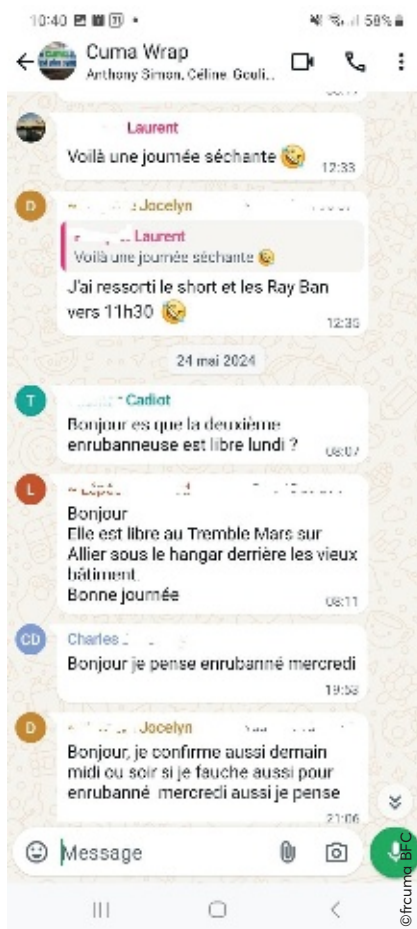 10:40
58%
Cuma Wrap
Anthony Simon, Céline, Gouli...
Laurent
Voilà une journée séchante
12:33
D
Jocelyn
Laurent
Voilà une journée séchante
J'ai ressorti le short et les Ray Ban
vers 11h30
12:35
24 mai 2024
T
Cadiot
Bonjour es que la deuxième
enrubanneuse est libre lundi ?
08:07
L
Bonjour
Elle est libre au Tremble Mars sur
Allier sous le hangar derrière les vieux
bâtiment.
Bonne journée
08:11
CD
Charles
Bonjour je pense enrubanné mercredi
19:53
D
Jocelyn
Bonjour, je confirme aussi demain
midi ou soir si je fauche aussi pour
enrubanné mercredi aussi je pense
21:06
Message
©frcuma BFC